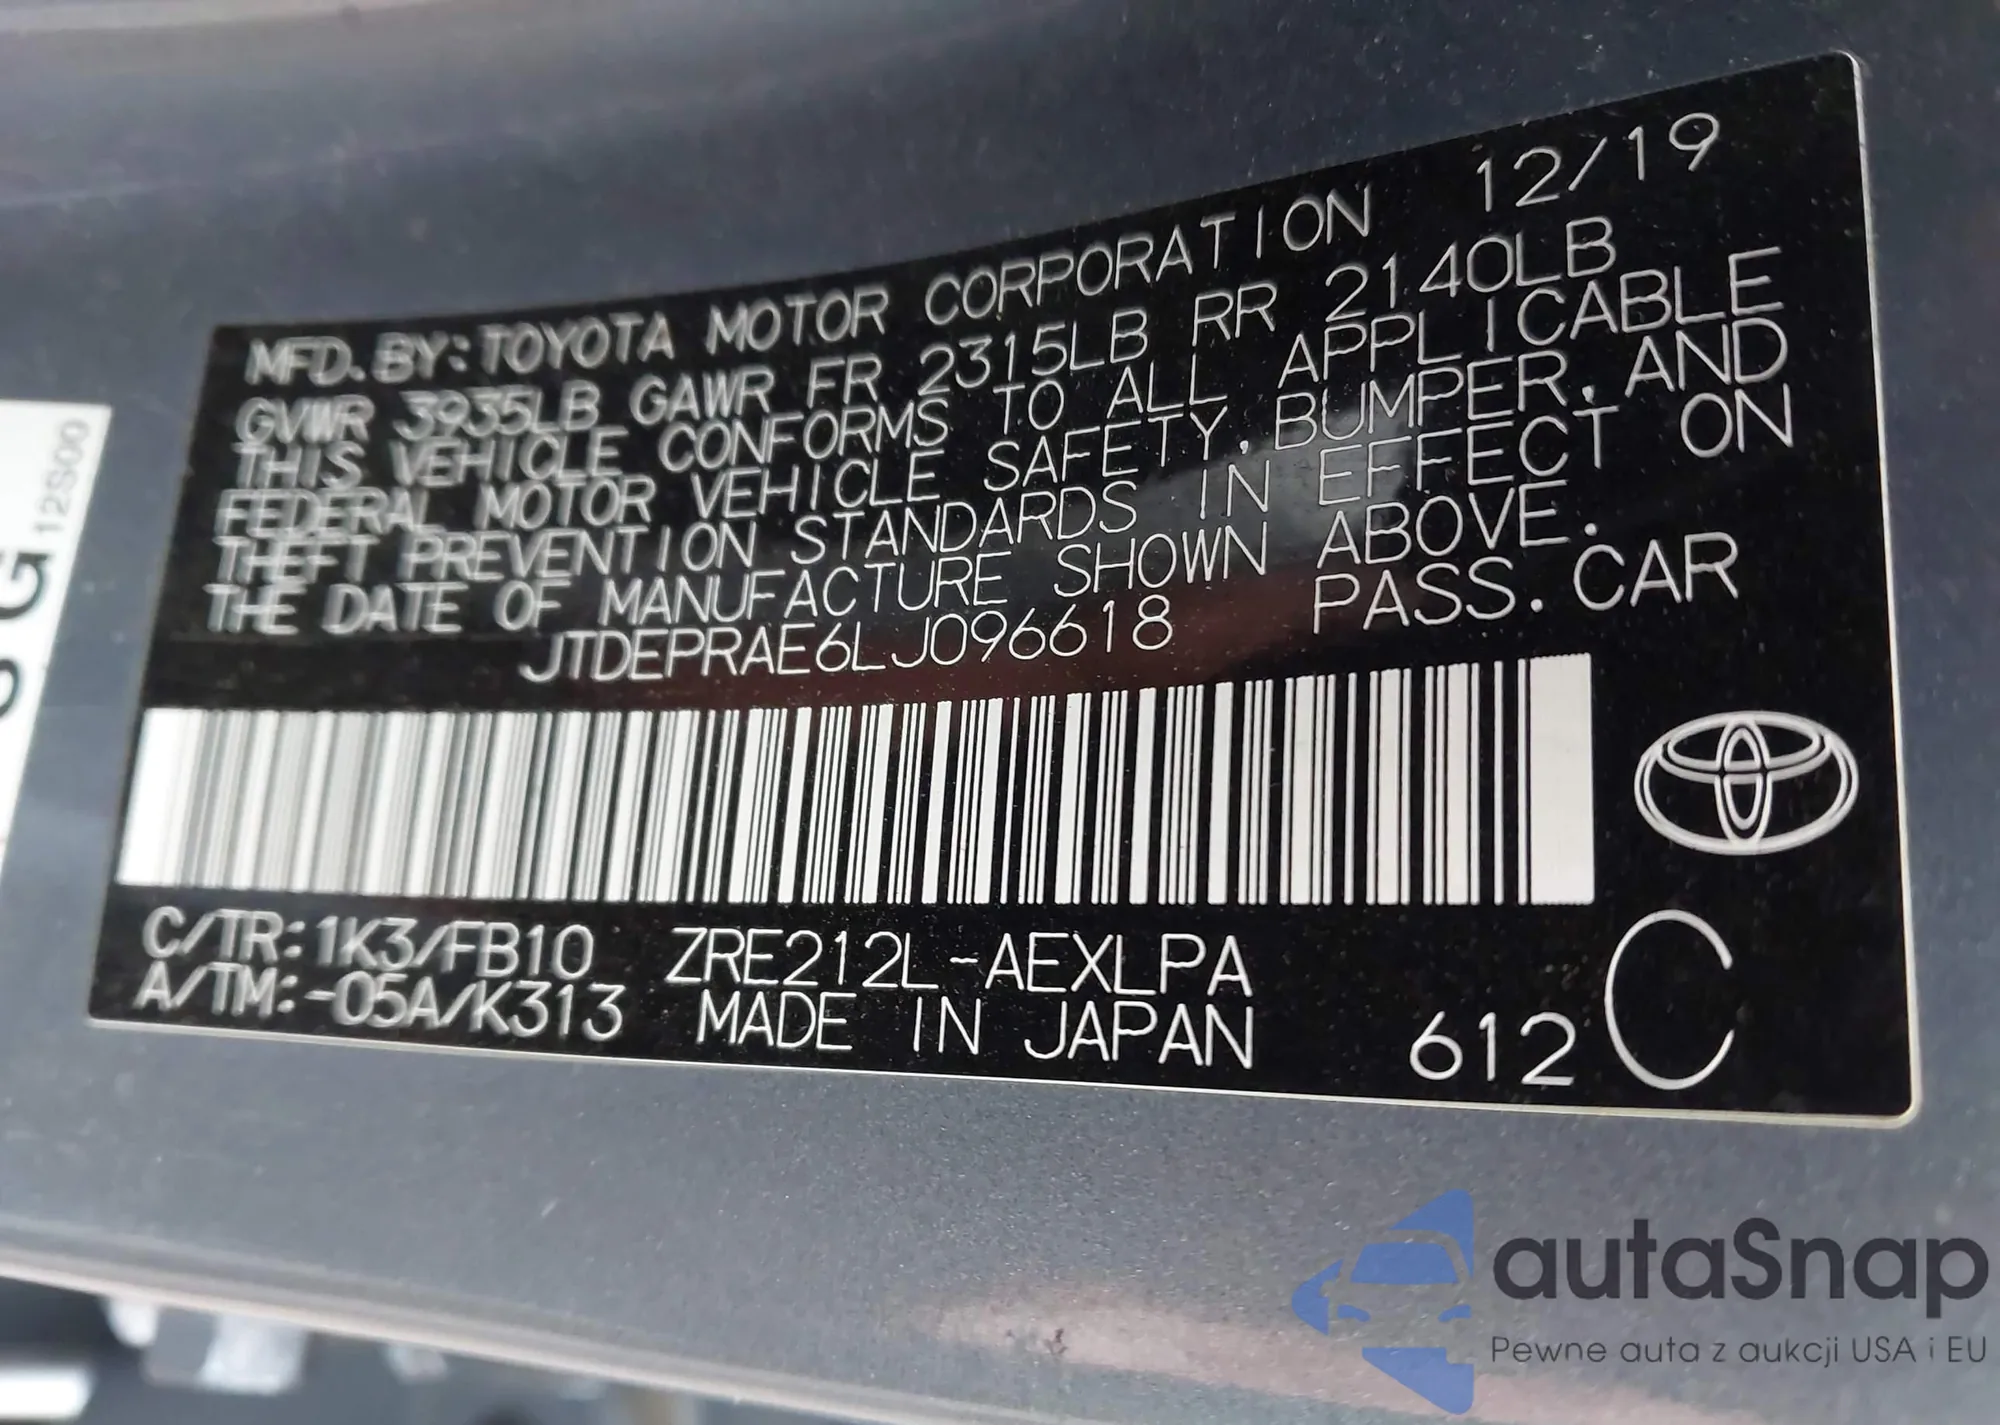 MFD. BY: TOYOTA MOTOR CORPORATION 12/19
GVWR 3935LB GAWR FR 2315LB RR 2140LB
THIS VEHICLE CONFORMS TO ALL APPLICABLE
FEDERAL MOTOR VEHICLE SAFETY, BUMPER, AND
THEFT PREVENTION STANDARDS IN EFFECT ON
THE DATE OF MANUFACTURE SHOWN ABOVE.
JTDEPRAE6LJ096618 PASS. CAR
C/TR: 1K3/FB10 ZRE212L-AEXLPA
A/TM: -05A/K313 MADE IN JAPAN 612 C
12S00
G
autaSnap
Pewne auta z aukcji USA i EU